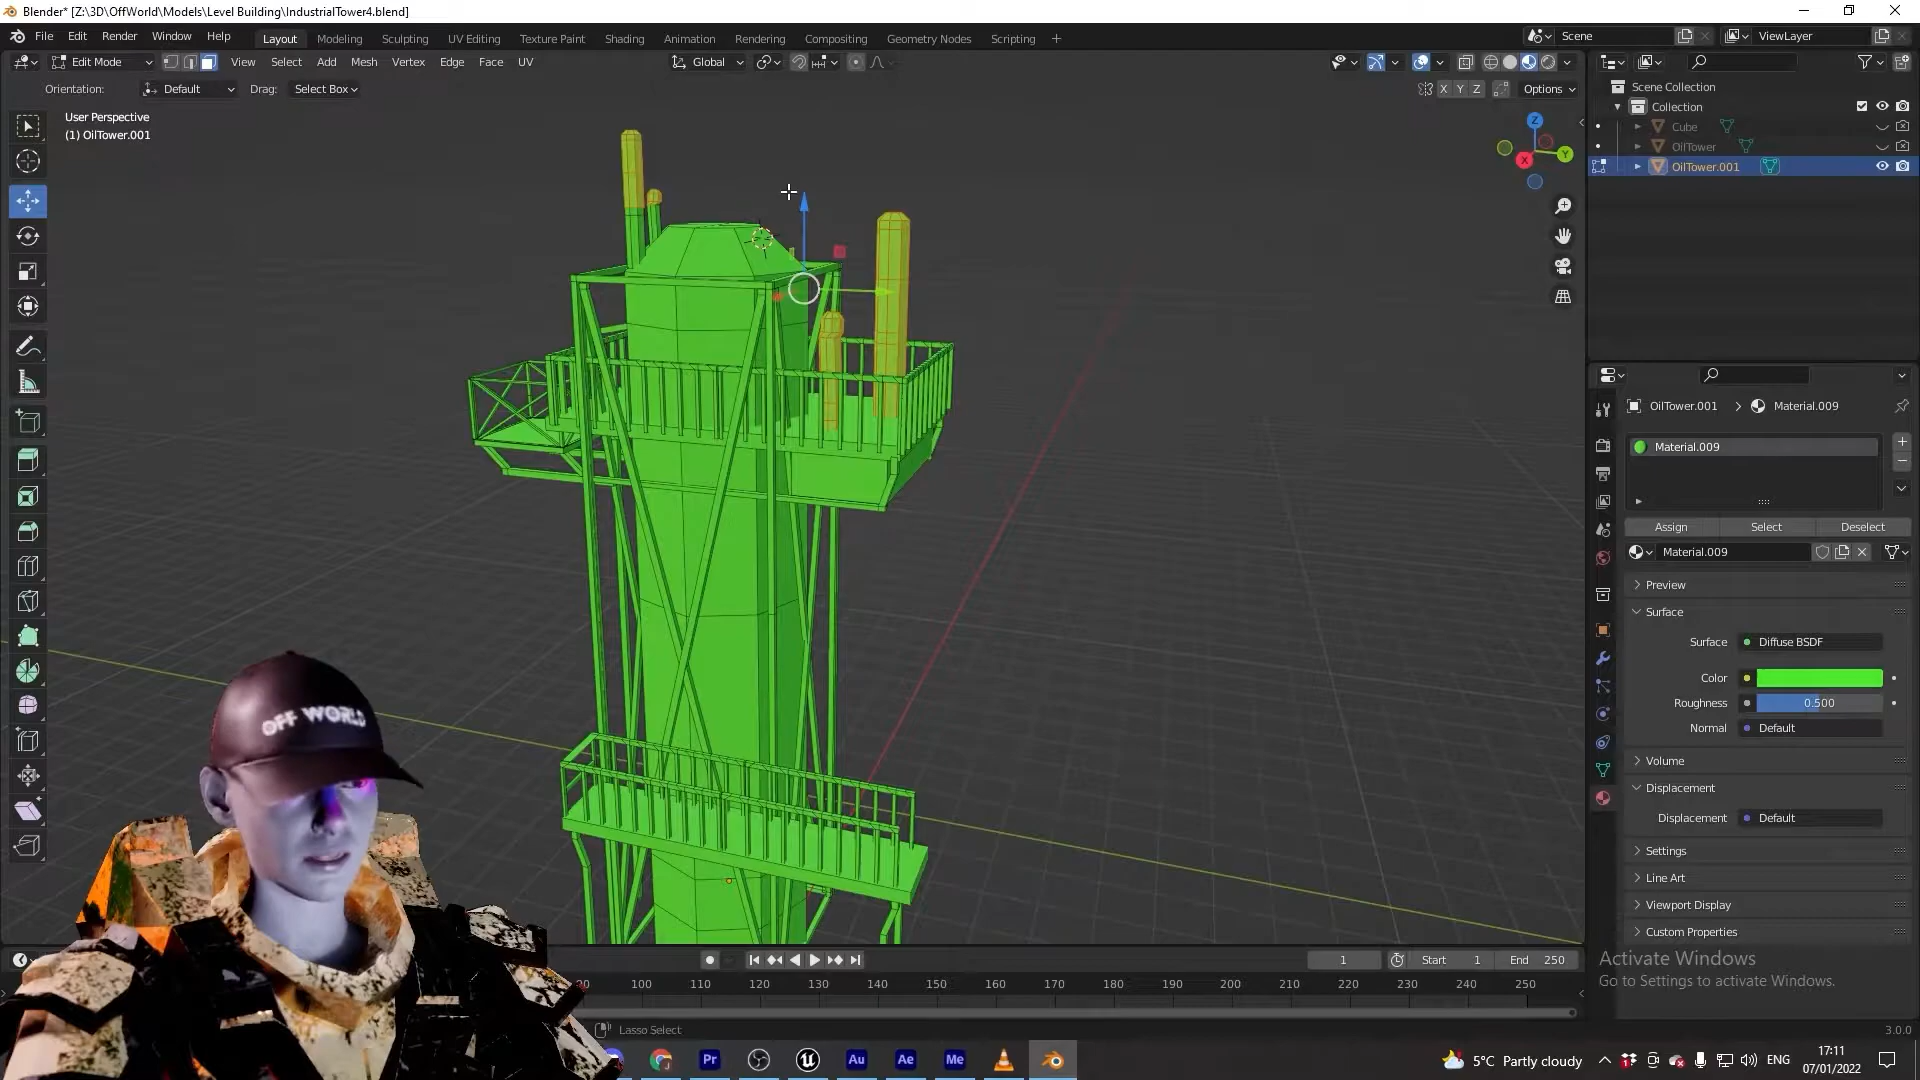 Blender* [Z:\3D\OffWorld\Models\Level Building\IndustrialTower4.blend]
File Edit Render Window Help
Layout Modeling Sculpting UV Editing Texture Paint Shading Animation Rendering Compositing Geometry Nodes Scripting +
Scene
ViewLayer
Edit Mode View Select Add Mesh Vertex Edge Face UV
Global
Orientation: Default Drag: Select Box
X Y Z Options
User Perspective
(1) OilTower.001
Z
X
Y
Scene Collection
Collection
Cube
OilTower
OilTower.001
OilTower.001 > Material.009
Material.009
Assign Select Deselect
Material.009
Preview
Surface
Surface Diffuse BSDF
Color
Roughness 0.500
Normal Default
Volume
Displacement
Displacement Default
Settings
Line Art
Viewport Display
Custom Properties
Activate Windows
Go to Settings to activate Windows.
OFF WORLD
1 Start 1 End 250
100 110 120 130 140 150 160 170 180 190 200 210 220 230 240 250
Lasso Select
3.0.0
Pr Au Ae Me
5°C Partly cloudy
ENG
17:11
07/01/2022